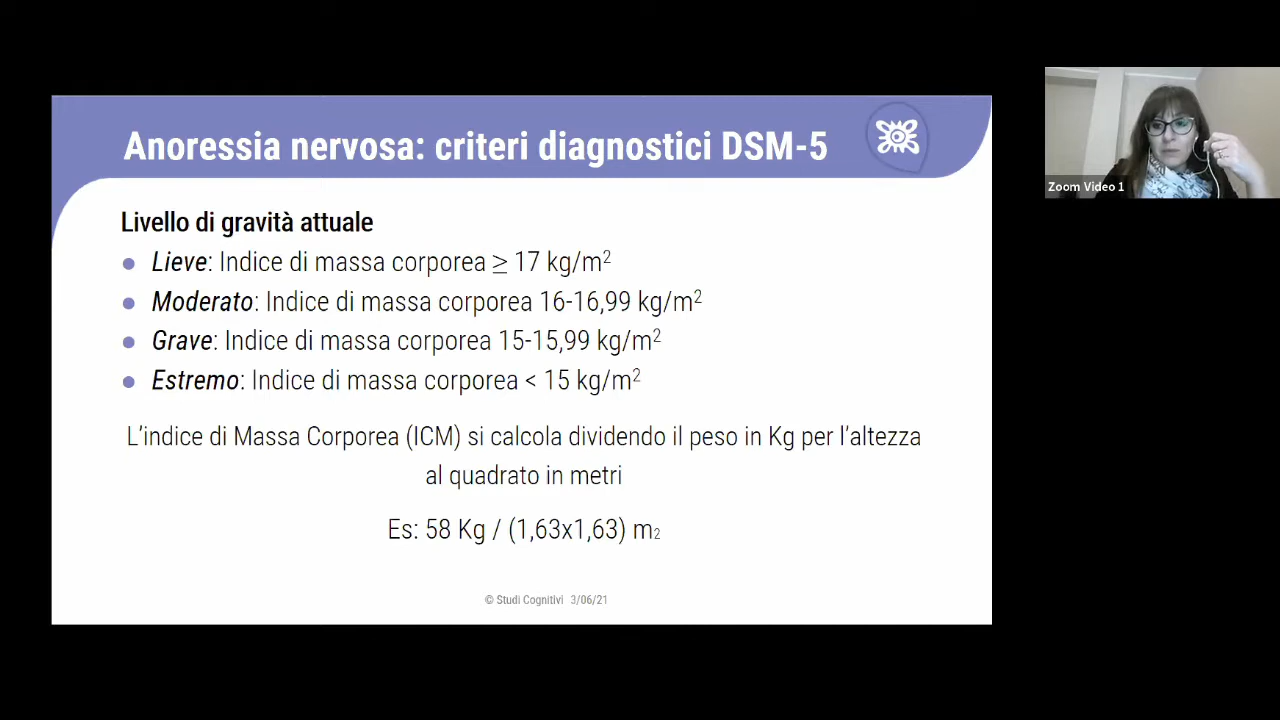 Anoressia nervosa: criteri diagnostici DSM-5
Livello di gravità attuale
● Lieve: Indice di massa corporea ≥ 17 kg/m²
● Moderato: Indice di massa corporea 16-16,99 kg/m²
● Grave: Indice di massa corporea 15-15,99 kg/m²
● Estremo: Indice di massa corporea < 15 kg/m²
L'indice di Massa Corporea (ICM) si calcola dividendo il peso in Kg per l'altezza
al quadrato in metri
Es: 58 Kg / (1,63x1,63) m₂
© Studi Cognitivi 3/06/21
Zoom Video 1